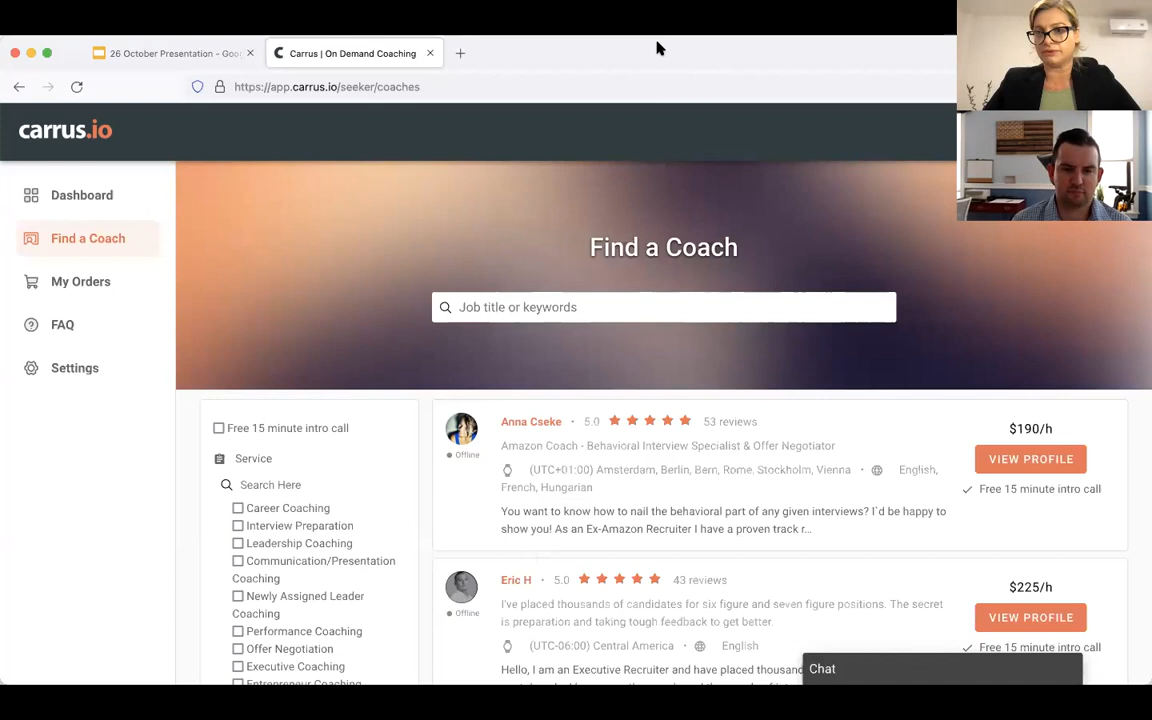 26 October Presentation - Goo
Carrus | On Demand Coaching
https://app.carrus.io/seeker/coaches
carrus.io
Dashboard
Find a Coach
My Orders
FAQ
Settings
Find a Coach
Job title or keywords
Free 15 minute intro call
Service
Search Here
Career Coaching
Interview Preparation
Leadership Coaching
Communication/Presentation
Coaching
Newly Assigned Leader
Coaching
Performance Coaching
Offer Negotiation
Executive Coaching
Entrepreneur Coaching
Offline
Anna Cseke • 5.0 53 reviews
Amazon Coach - Behavioral Interview Specialist & Offer Negotiator
(UTC+01:00) Amsterdam, Berlin, Bern, Rome, Stockholm, Vienna • English,
French, Hungarian
You want to know how to nail the behavioral part of any given interviews? I`d be happy to
show you! As an Ex-Amazon Recruiter I have a proven track r...
$190/h
VIEW PROFILE
Free 15 minute intro call
Offline
Eric H • 5.0 43 reviews
I've placed thousands of candidates for six figure and seven figure positions. The secret
is preparation and taking tough feedback to get better.
(UTC-06:00) Central America • English
Hello, I am an Executive Recruiter and have placed thousan
$225/h
VIEW PROFILE
Free 15 minute intro call
Chat